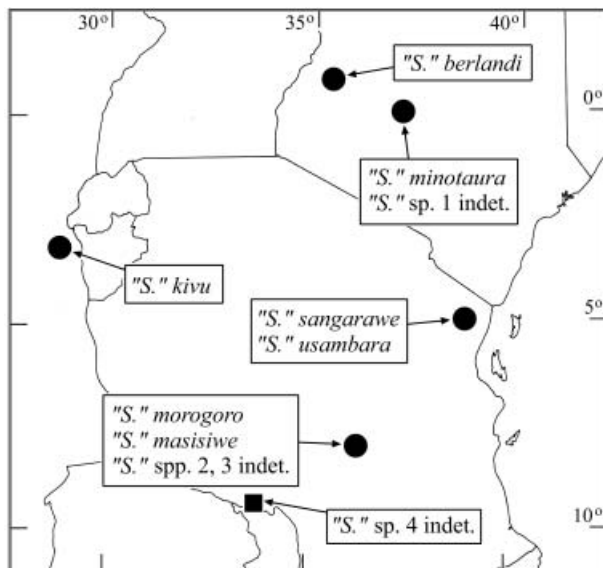 30° 35° 40°
"S." berlandi
0°
"S." minotaura
"S." sp. 1 indet.
"S." kivu
"S." sangarawe
"S." usambara
5°
"S." morogoro
"S." masisiwe
"S." spp. 2, 3 indet.
"S." sp. 4 indet.
10°